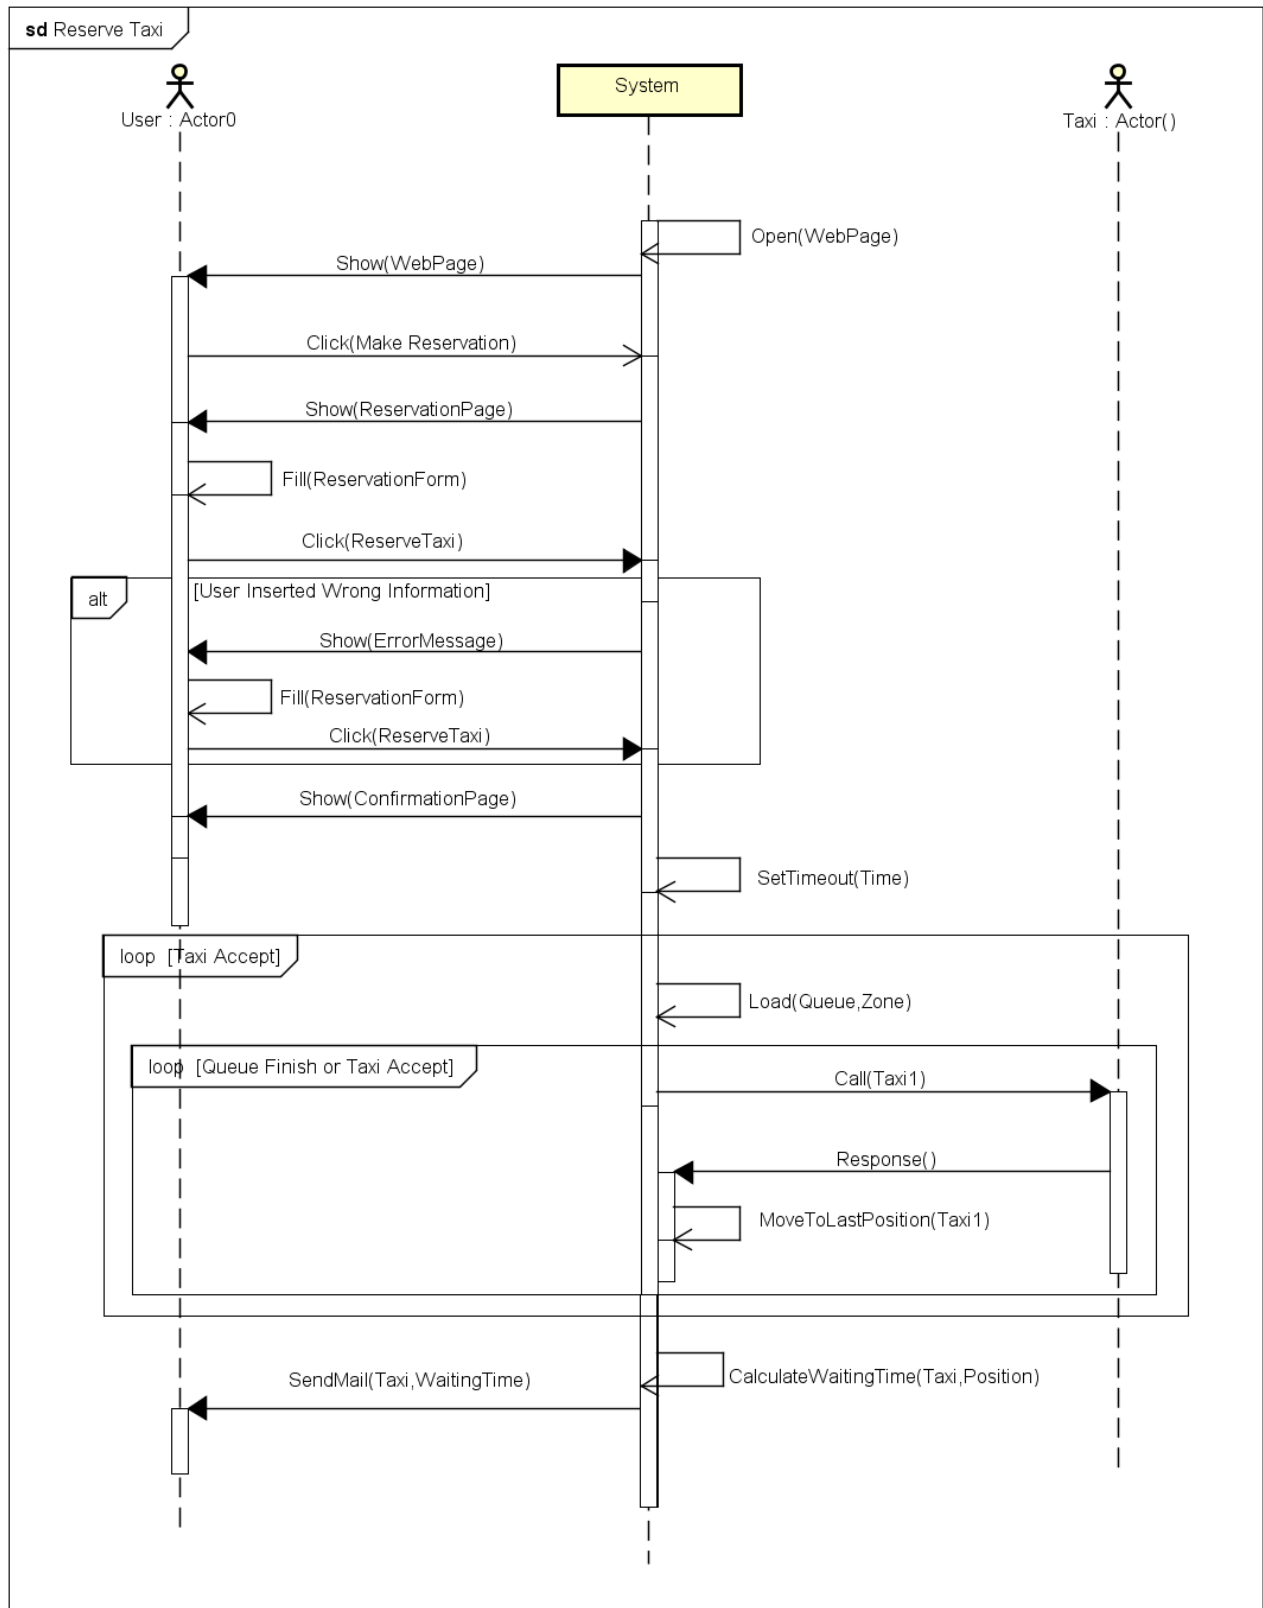 sd Reserve Taxi
User : Actor0
System
Taxi : Actor()
Open(WebPage)
Show(WebPage)
Click(Make Reservation)
Show(ReservationPage)
Fill(ReservationForm)
Click(ReserveTaxi)
alt
[User Inserted Wrong Information]
Show(ErrorMessage)
Fill(ReservationForm)
Click(ReserveTaxi)
Show(ConfirmationPage)
SetTimeout(Time)
loop [Taxi Accept]
Load(Queue,Zone)
loop [Queue Finish or Taxi Accept]
Call(Taxi1)
Response()
MoveToLastPosition(Taxi1)
CalculateWaitingTime(Taxi,Position)
SendMail(Taxi,WaitingTime)